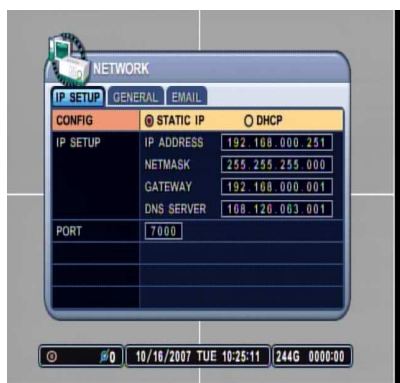 NETWORK
IP SETUP GENERAL EMAIL
CONFIG STATIC IP DHCP
IP SETUP IP ADDRESS 192.168.000.251
NETMASK 255.255.255.000
GATEWAY 192.168.000.001
DNS SERVER 168.126.063.001
PORT 7000
0 10/16/2007 TUE 10:25:11 244G 0000:00